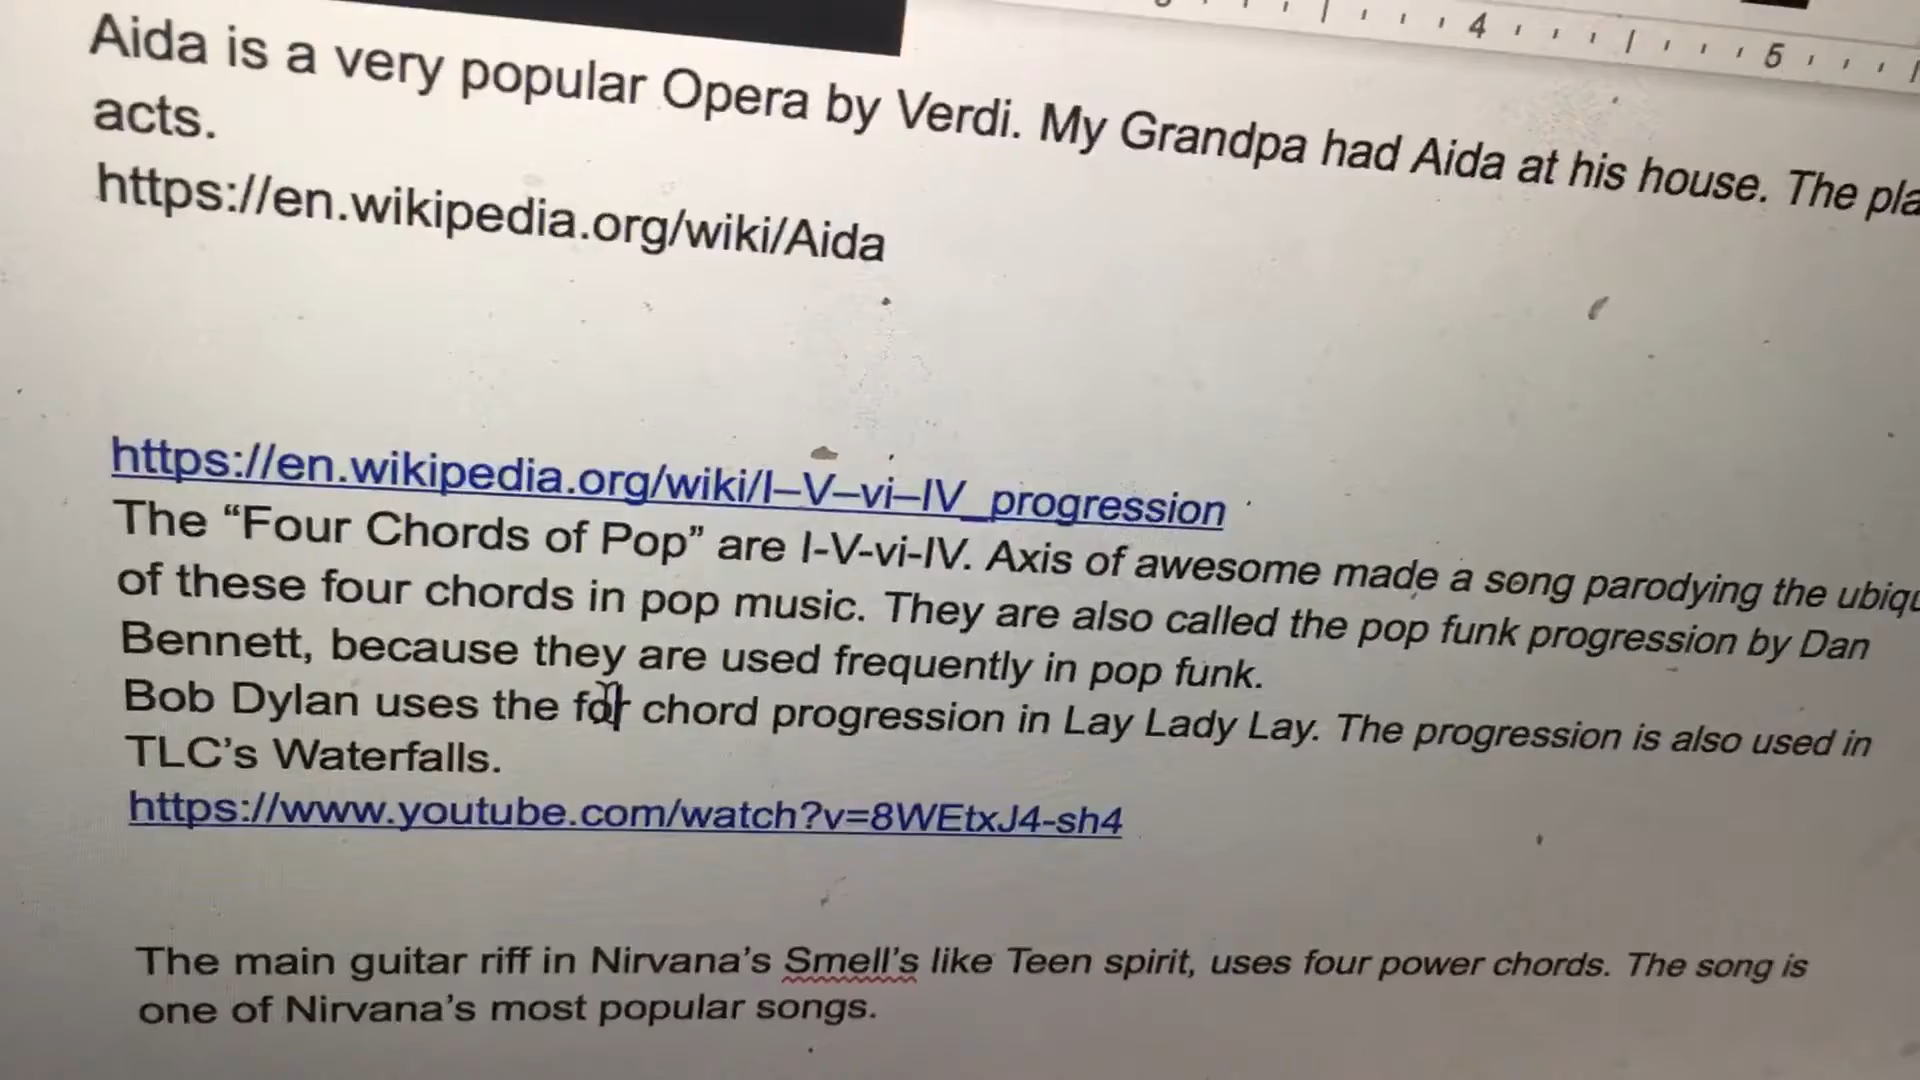 4 5
Aida is a very popular Opera by Verdi. My Grandpa had Aida at his house. The
acts.
https://en.wikipedia.org/wiki/Aida
https://en.wikipedia.org/wiki/I–V–vi–IV_progression
The “Four Chords of Pop” are I-V-vi-IV. Axis of awesome made a song parodying the
of these four chords in pop music. They are also called the pop funk progression by Dan
Bennett, because they are used frequently in pop funk.
Bob Dylan uses the for chord progression in Lay Lady Lay. The progression is also used in
TLC’s Waterfalls.
https://www.youtube.com/watch?v=8WEtxJ4-sh4
The main guitar riff in Nirvana’s Smell’s like Teen spirit, uses four power chords. The song is
one of Nirvana’s most popular songs.